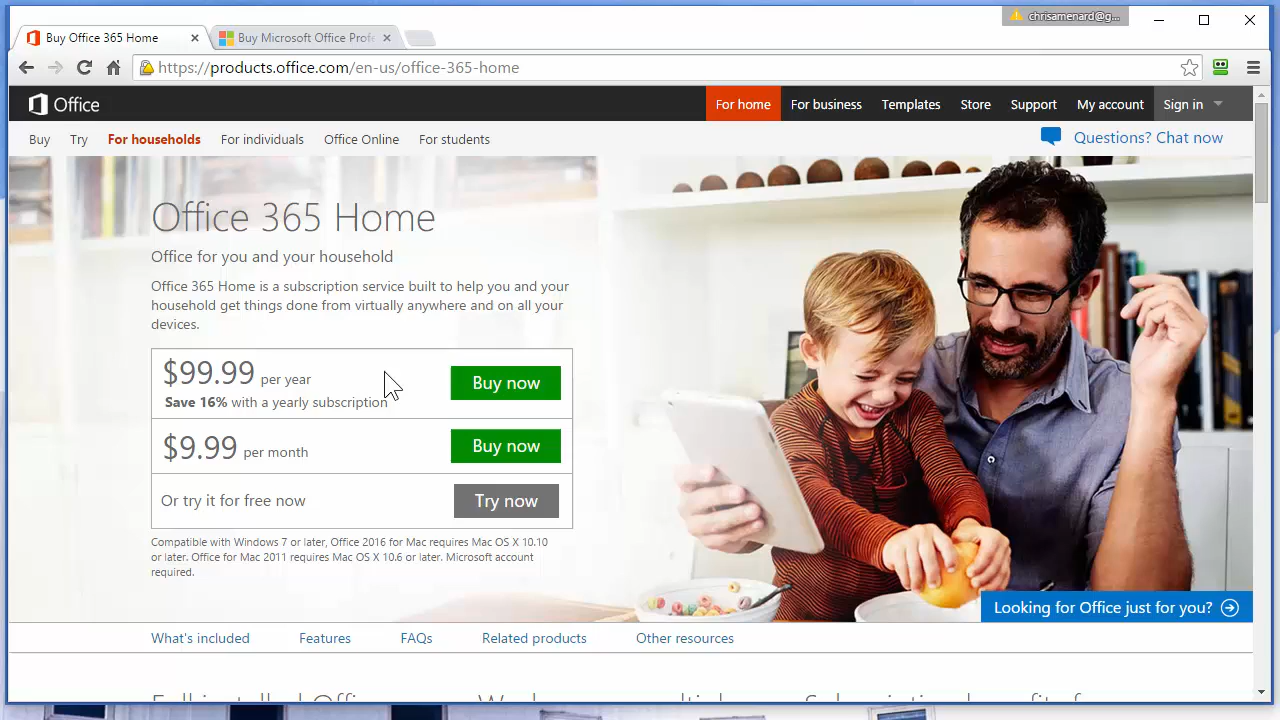 chrisamenard@g...
Buy Office 365 Home
Buy Microsoft Office Profe
https://products.office.com/en-us/office-365-home
Office
For home
For business
Templates
Store
Support
My account
Sign in
Buy
Try
For households
For individuals
Office Online
For students
Questions? Chat now
Office 365 Home
Office for you and your household
Office 365 Home is a subscription service built to help you and your
household get things done from virtually anywhere and on all your
devices.
$99.99 per year
Save 16% with a yearly subscription
Buy now
$9.99 per month
Buy now
Or try it for free now
Try now
Compatible with Windows 7 or later, Office 2016 for Mac requires Mac OS X 10.10
or later. Office for Mac 2011 requires Mac OS X 10.6 or later. Microsoft account
required.
Looking for Office just for you?
What's included
Features
FAQs
Related products
Other resources